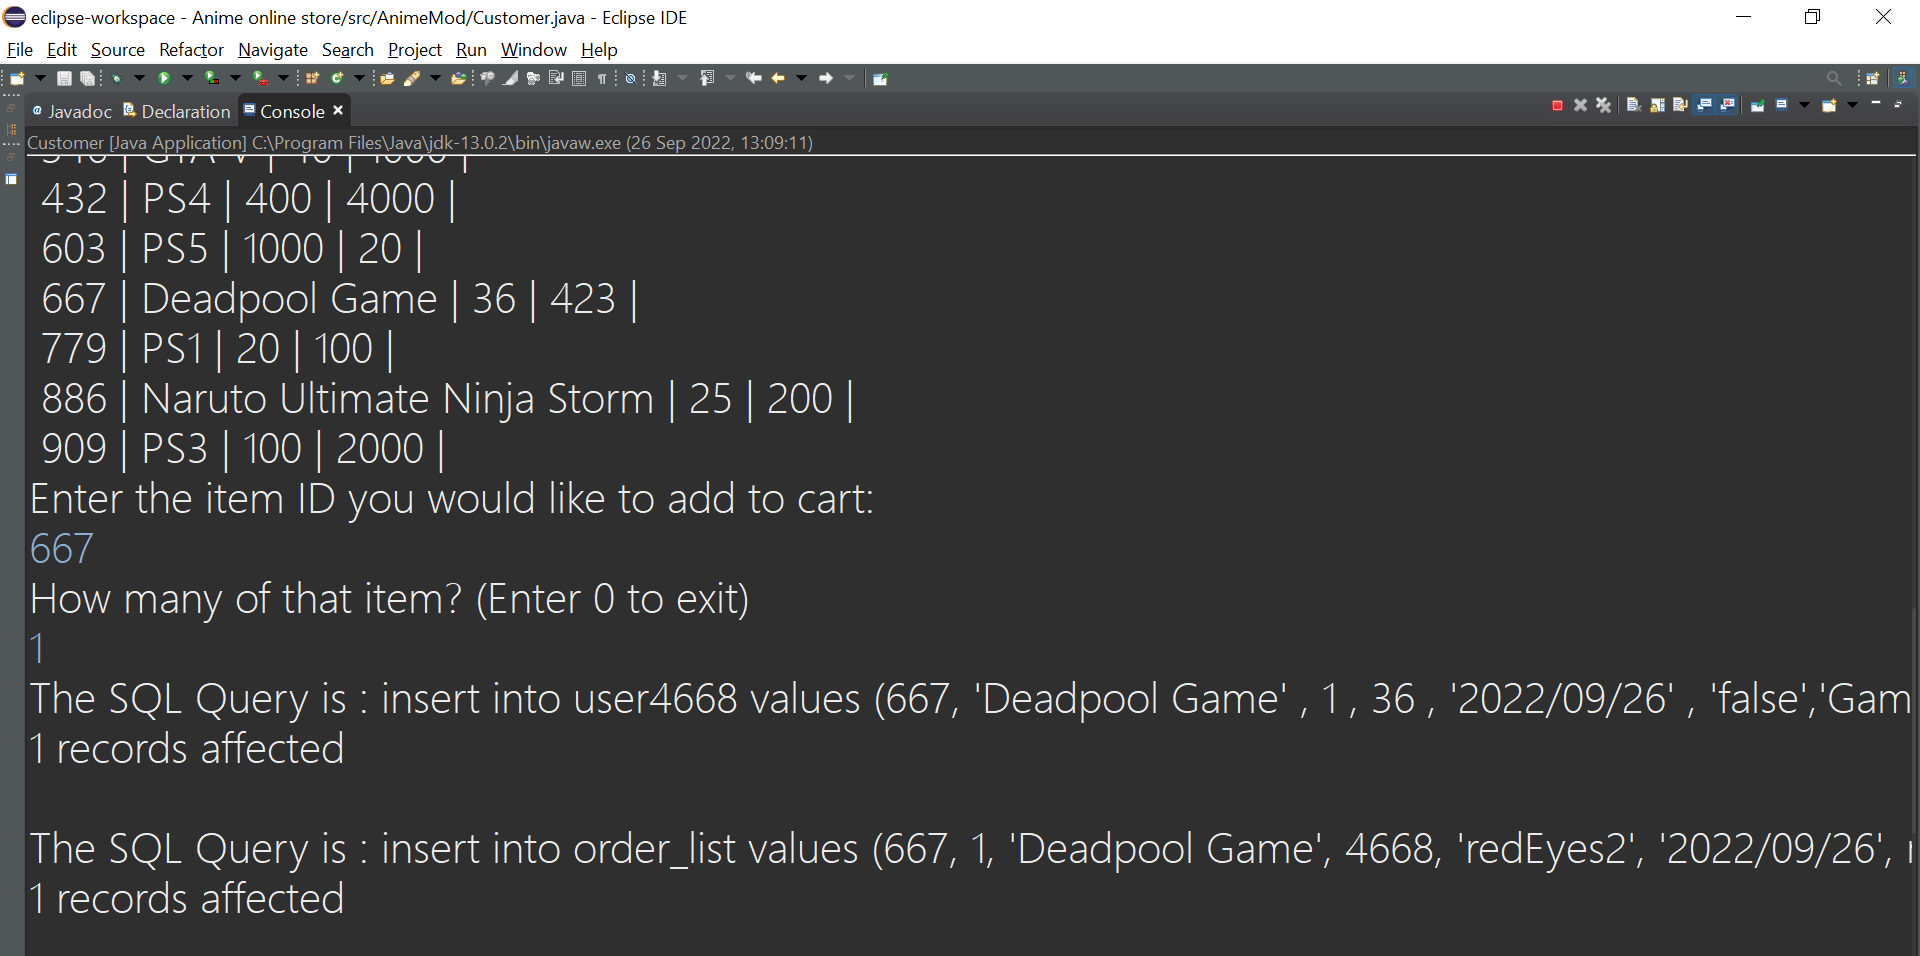 eclipse-workspace - Anime online store/src/AnimeMod/Customer.java - Eclipse IDE
File Edit Source Refactor Navigate Search Project Run Window Help
Javadoc Declaration Console
Customer [Java Application] C:\Program Files\Java\jdk-13.0.2\bin\javaw.exe (26 Sep 2022, 13:09:11)
432 | PS4 | 400 | 4000 |
603 | PS5 | 1000 | 20 |
667 | Deadpool Game | 36 | 423 |
779 | PS1 | 20 | 100 |
886 | Naruto Ultimate Ninja Storm | 25 | 200 |
909 | PS3 | 100 | 2000 |
Enter the item ID you would like to add to cart:
667
How many of that item? (Enter 0 to exit)
1
The SQL Query is : insert into user4668 values (667, 'Deadpool Game' , 1 , 36 , '2022/09/26' , 'false','Gam
1 records affected
The SQL Query is : insert into order_list values (667, 1, 'Deadpool Game', 4668, 'redEyes2', '2022/09/26',
1 records affected